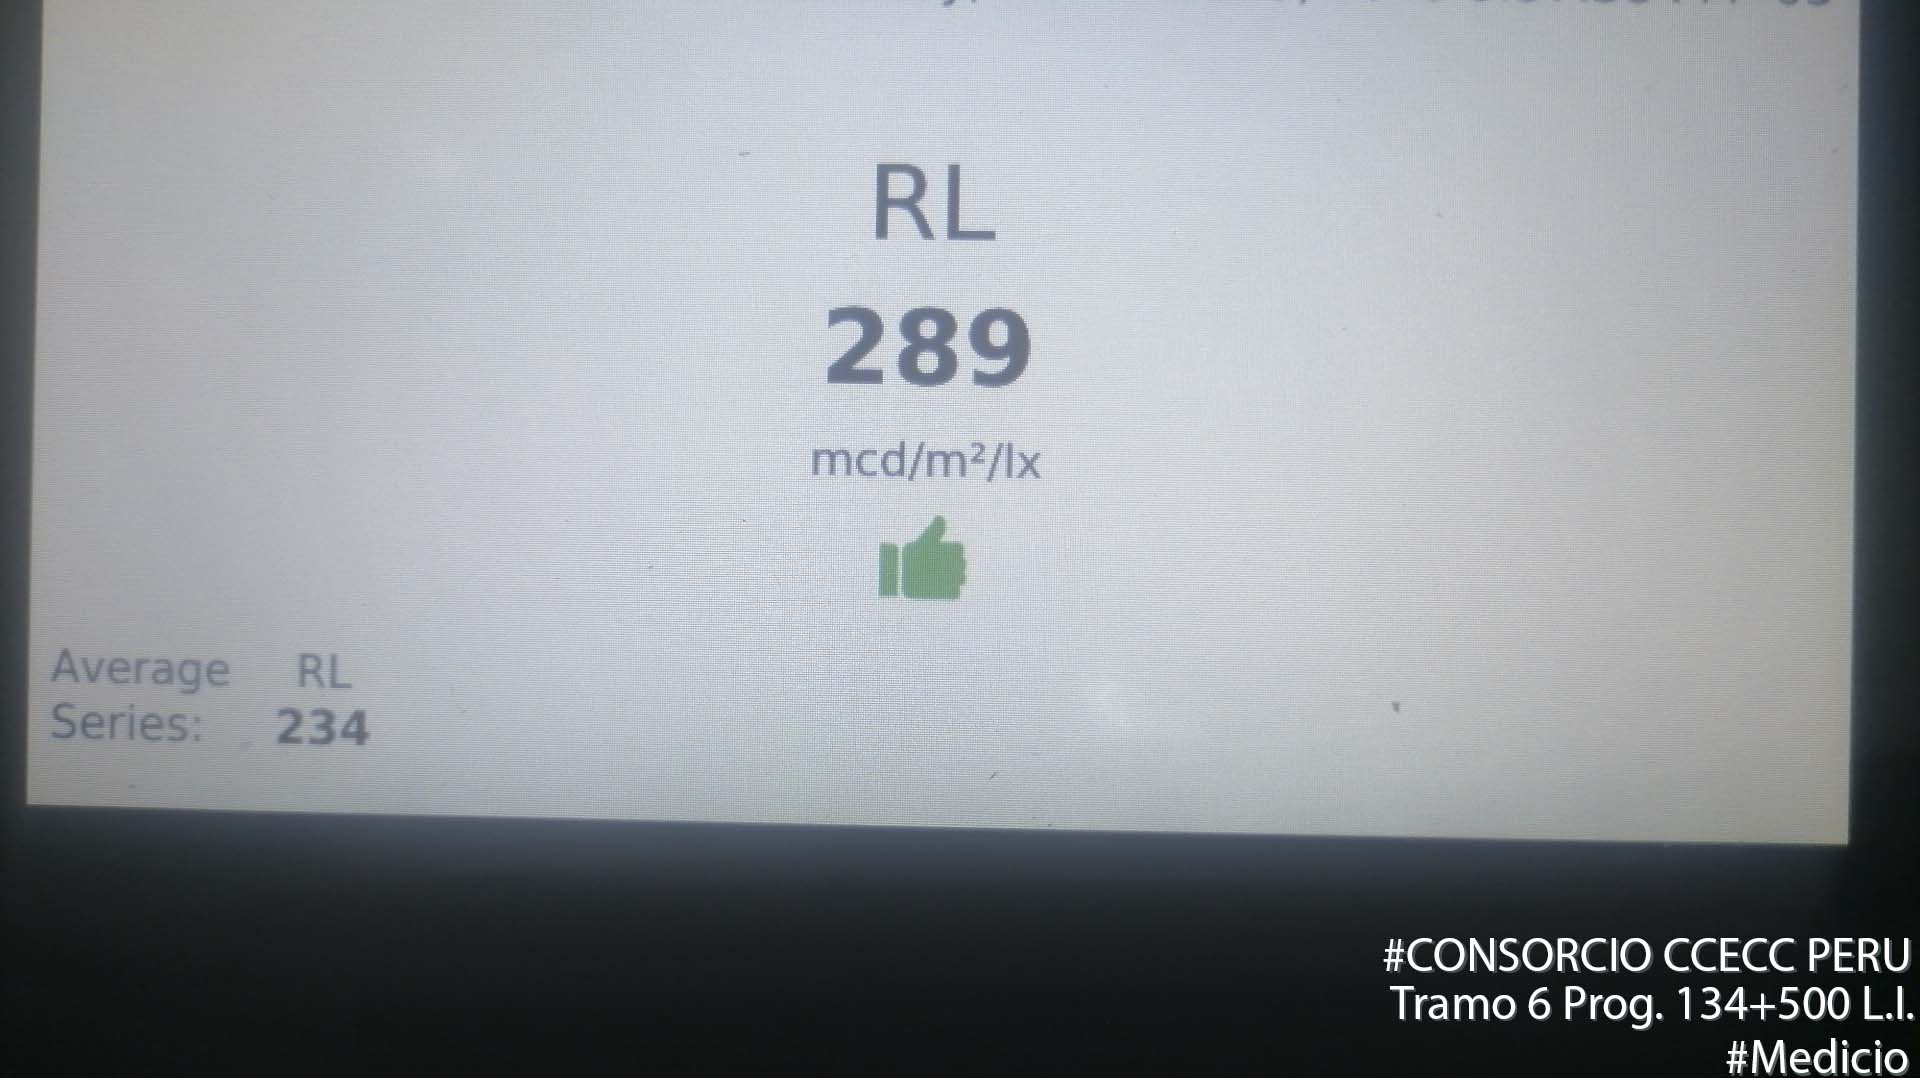 RL
289
mcd/m²/lx
Average RL
Series: 234
#CONSORCIO CCECC PERU
Tramo 6 Prog. 134+500 L.I.
#Medicio